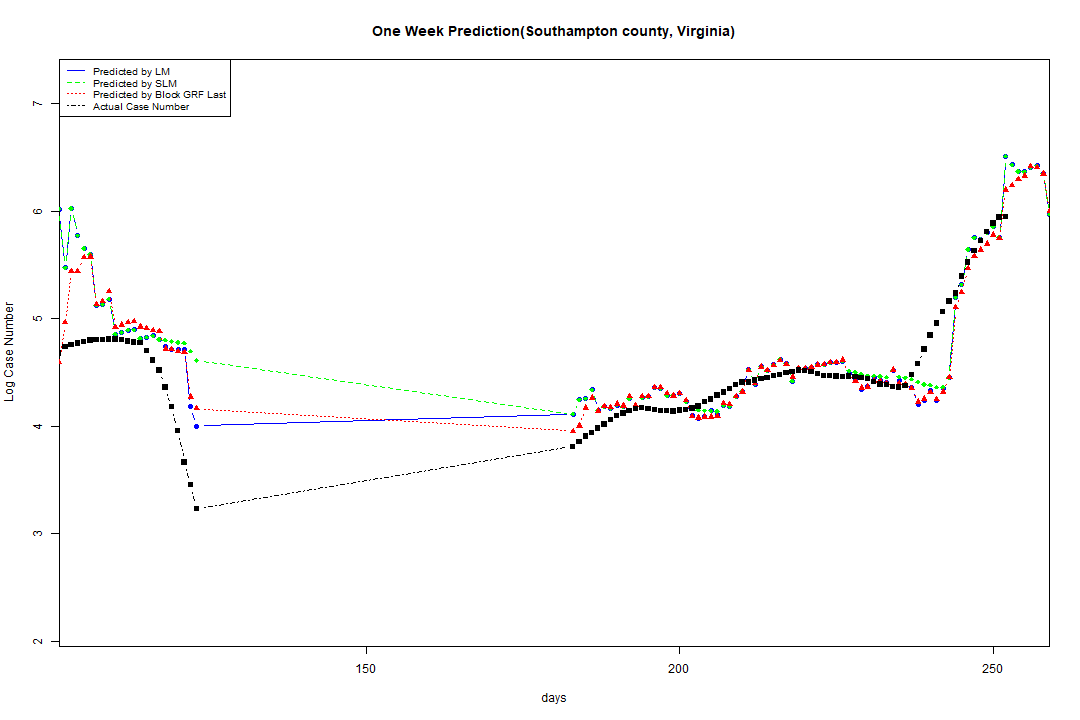 One Week Prediction(Southampton county, Virginia)
Predicted by LM
Predicted by SLM
Predicted by Block GRF Last
Actual Case Number
7
6
5
4
3
2
Log Case Number
150 200 250
days